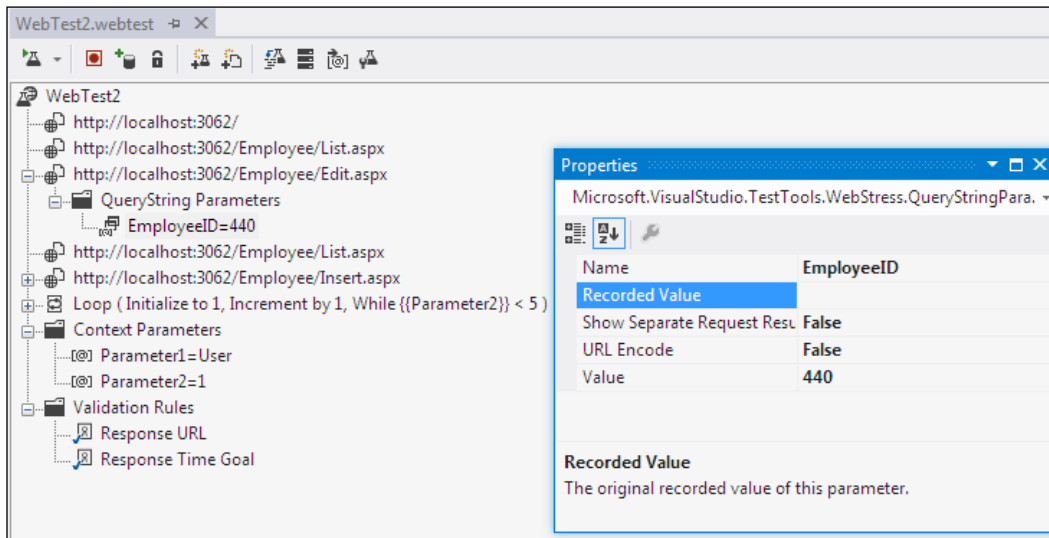 WebTest2.webtest
WebTest2
http://localhost:3062/
http://localhost:3062/Employee/List.aspx
http://localhost:3062/Employee/Edit.aspx
QueryString Parameters
EmployeeID=440
http://localhost:3062/Employee/List.aspx
http://localhost:3062/Employee/Insert.aspx
Loop ( Initialize to 1, Increment by 1, While {{Parameter2}} < 5 )
Context Parameters
[@] Parameter1=User
[@] Parameter2=1
Validation Rules
Response URL
Response Time Goal
Properties
Microsoft.VisualStudio.TestTools.WebStress.QueryStringPara.
Name EmployeeID
Recorded Value
Show Separate Request Resu False
URL Encode False
Value 440
Recorded Value
The original recorded value of this parameter.